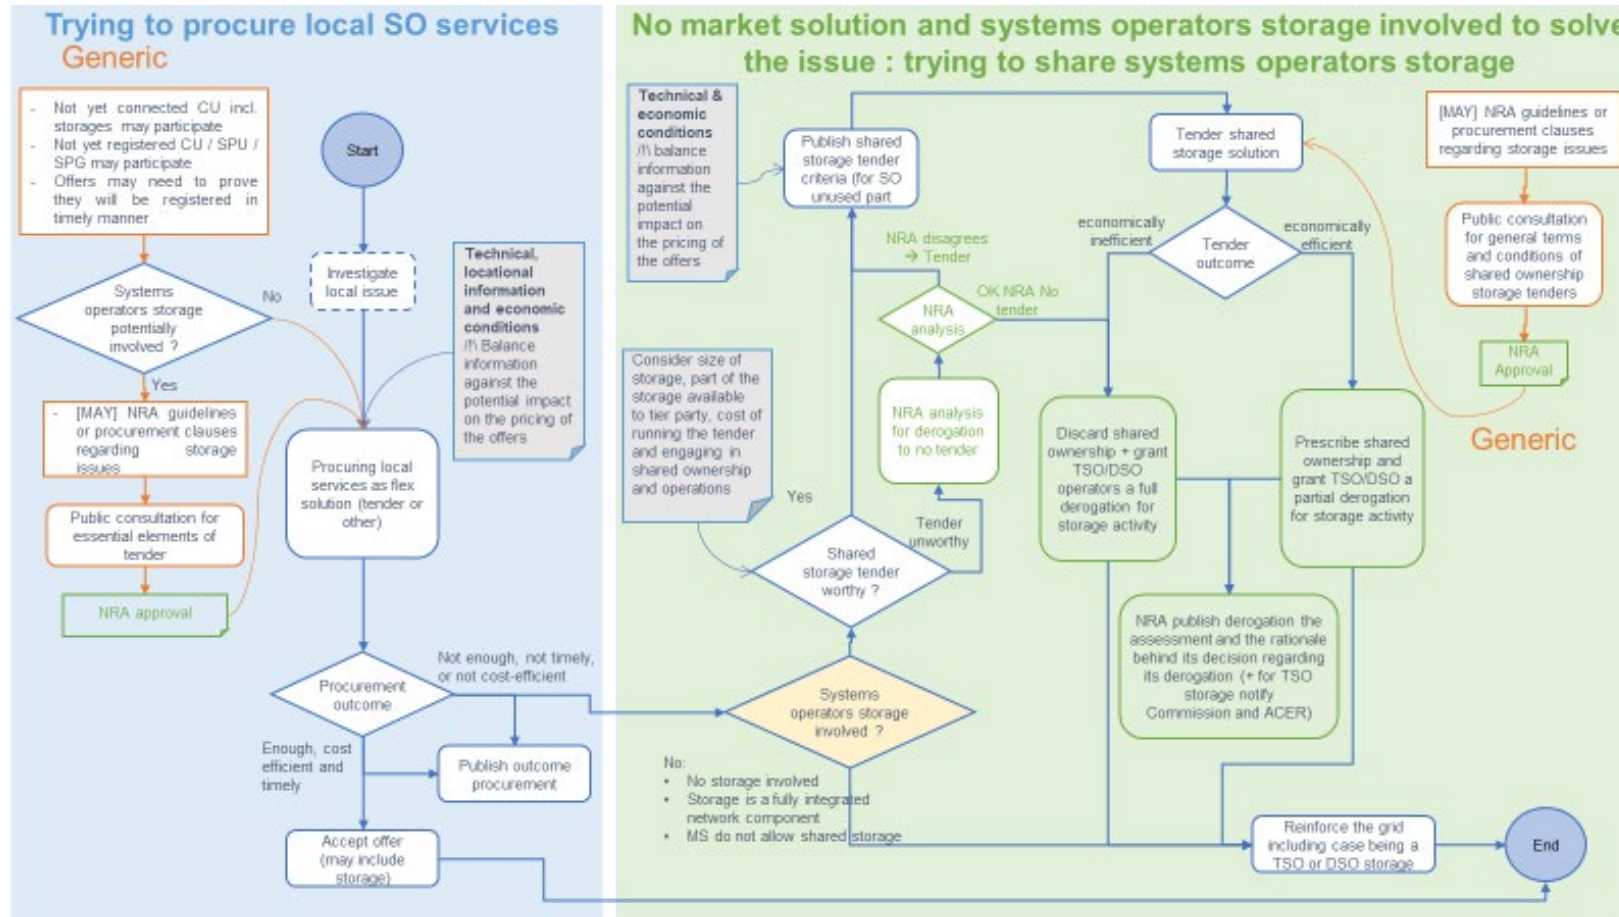 Trying to procure local SO services
Generic
-   Not yet connected CU incl.
storages may participate
-   Not yet registered CU / SPU /
SPG may participate
-   Offers may need to prove
they will be registered in
timely manner
Start
Investigate
local issue
Systems
operators storage
potentially
involved ?
No
Yes
Technical,
locational
information
and economic
conditions
/!\ Balance
information
against the
potential impact
on the pricing of
the offers
-   [MAY] NRA guidelines
or procurement clauses
regarding storage
issues
Public consultation for
essential elements of
tender
NRA approval
Procuring local
services as flex
solution (tender or
other)
Procurement
outcome
Not enough, not timely,
or not cost-efficient
Enough, cost
efficient and
timely
Publish outcome
procurement
Accept offer
(may include
storage)
No market solution and systems operators storage involved to solve
the issue : trying to share systems operators storage
Technical &
economic
conditions
/!\ balance
information
against the
potential
impact on
the pricing of
the offers
Publish shared
storage tender
criteria (for SO
unused part
Tender shared
storage solution
[MAY] NRA guidelines or
procurement clauses
regarding storage issues
economically
inefficient
Tender
outcome
economically
efficient
Public consultation
for general terms
and conditions of
shared ownership
storage tenders
NRA
Approval
Generic
NRA disagrees
→ Tender
NRA
analysis
OK NRA No
tender
Consider size of
storage, part of the
storage available
to tier party, cost of
running the tender
and engaging in
shared ownership
and operations
NRA analysis
for derogation
to no tender
Discard shared
ownership + grant
TSO/DSO
operators a full
derogation for
storage activity
Prescribe shared
ownership and
grant TSO/DSO a
partial derogation
for storage activity
Yes
Tender
unworthy
Shared
storage tender
worthy ?
NRA publish derogation the
assessment and the rationale
behind its decision regarding
its derogation (+ for TSO
storage notify
Commission and ACER)
Systems
operators storage
involved ?
No:
•   No storage involved
•   Storage is a fully integrated
network component
•   MS do not allow shared storage
Reinforce the grid
including case being a
TSO or DSO storage
End